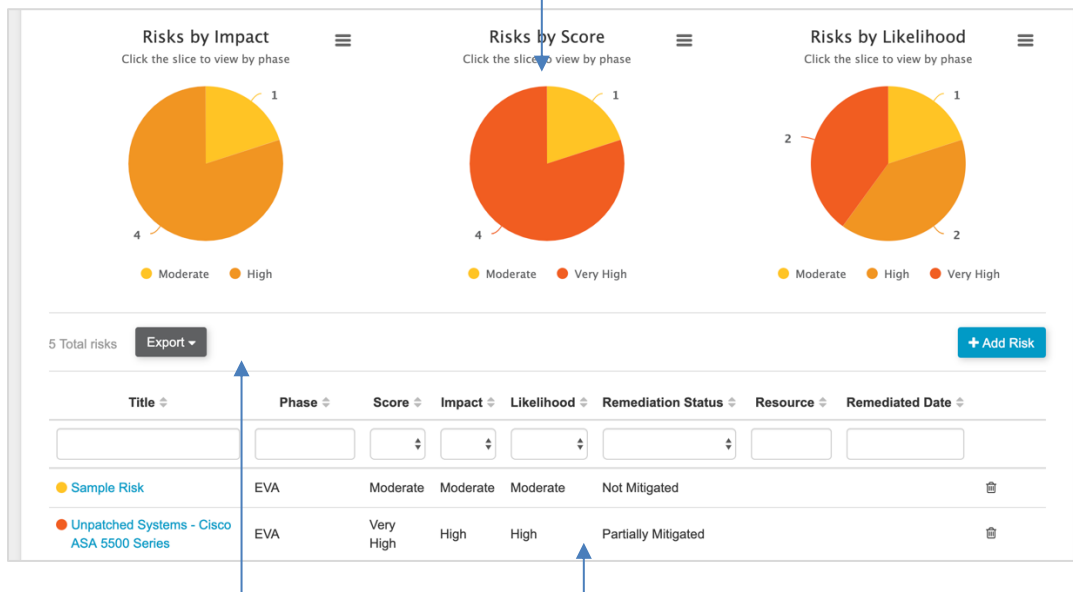 Risks by Impact
Click the slice to view by phase
1
4
Moderate High
Risks by Score
Click the slice to view by phase
1
4
Moderate Very High
Risks by Likelihood
Click the slice to view by phase
1
2
2
Moderate High Very High
5 Total risks Export + Add Risk
Title Phase Score Impact Likelihood Remediation Status Resource Remediated Date
Sample Risk EVA Moderate Moderate Moderate Not Mitigated
Unpatched Systems - Cisco
ASA 5500 Series
EVA
Very
High
High High Partially Mitigated